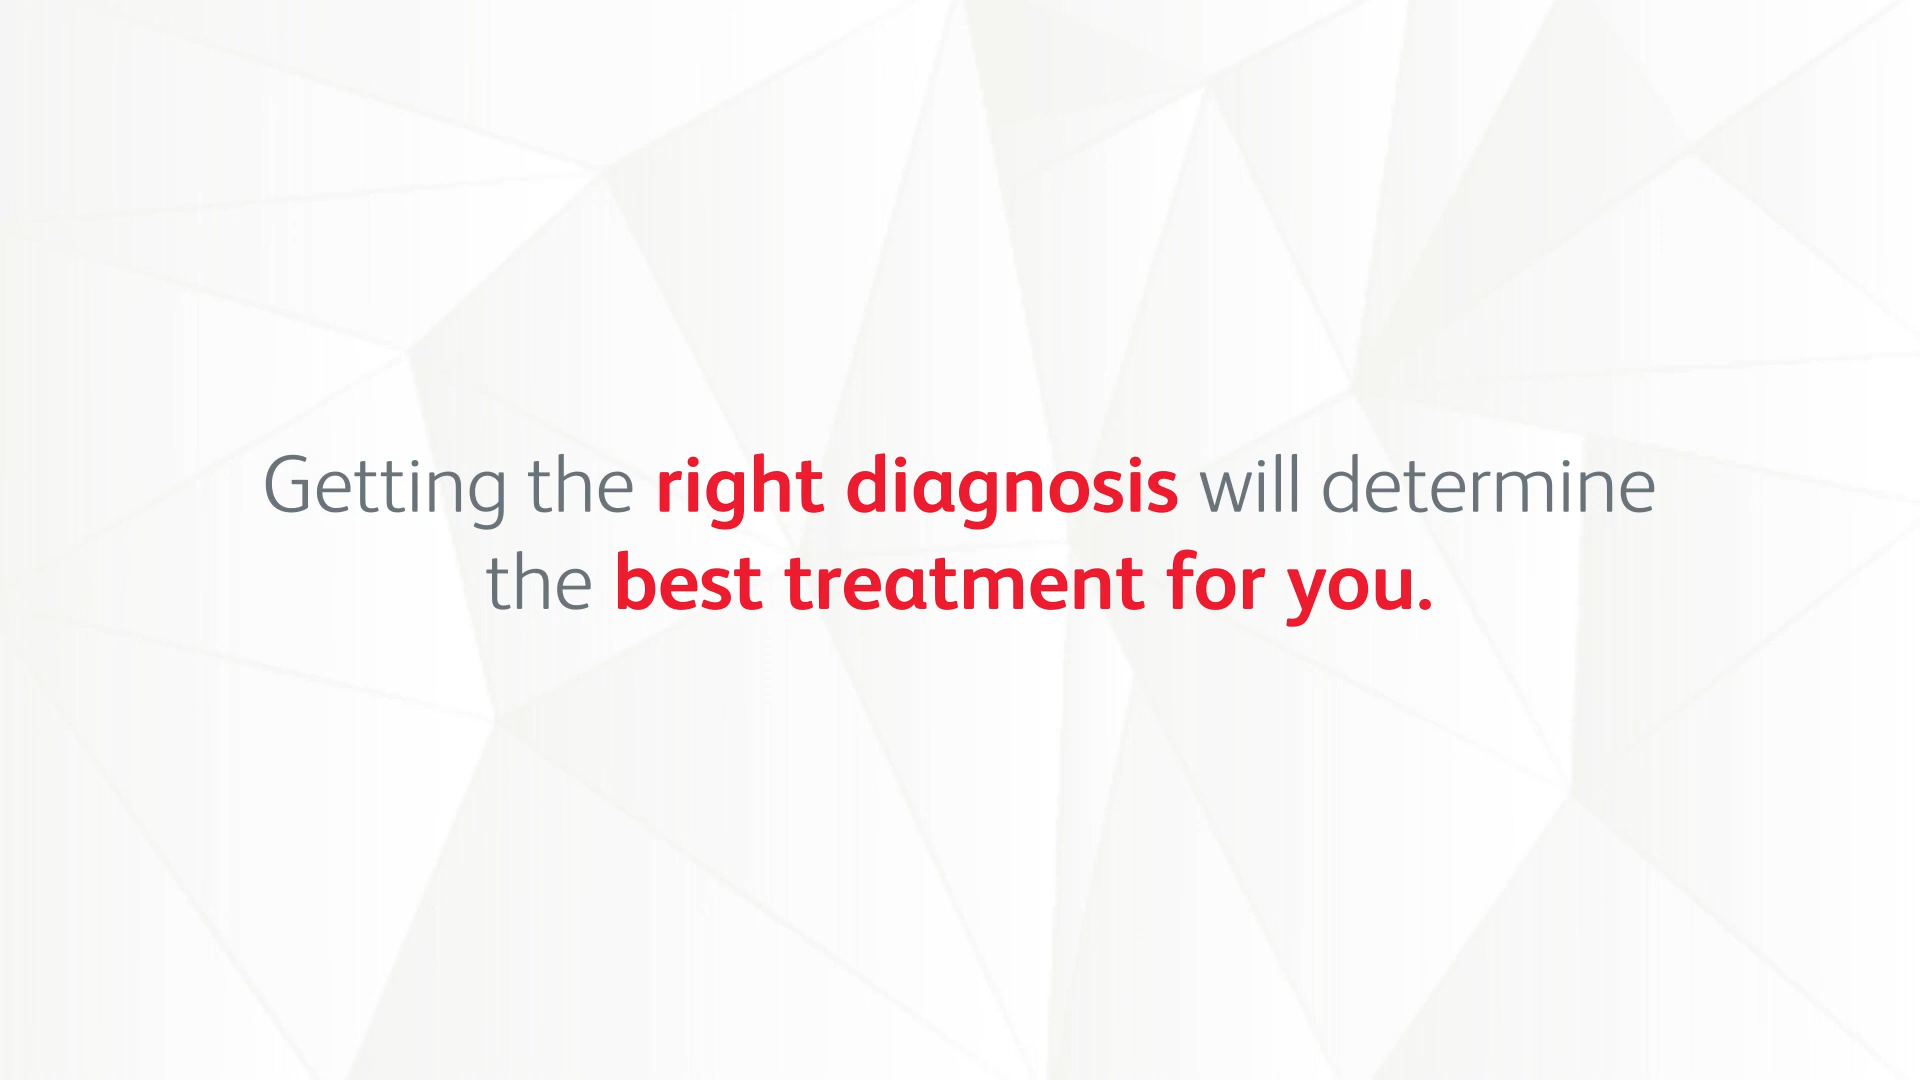 Getting the right diagnosis will determine
the best treatment for you.